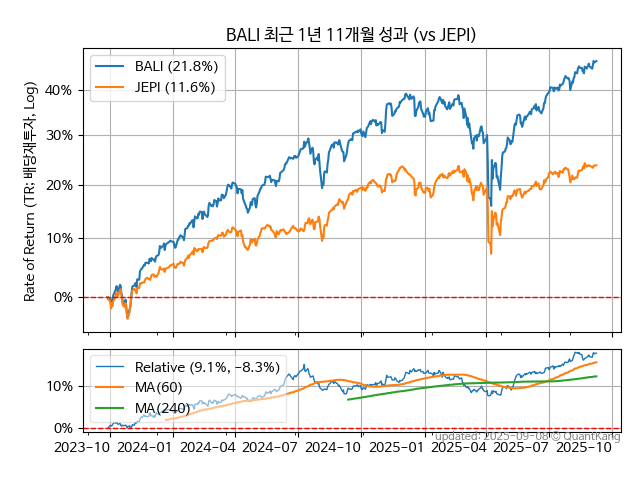 BALI 최근 1년 11개월 성과 (vs JEPI)
Rate of Return (TR: 배당재투자, Log)
BALI (21.8%)
JEPI (11.6%)
40%
30%
20%
10%
0%
Relative (9.1%, −8.3%)
MA(60)
MA(240)
10%
0%
2023-10 2024-01 2024-04 2024-07 2024-10 2025-01 2025-04 2025-07 2025-10
updated: 2025-09-08 © QuantKang